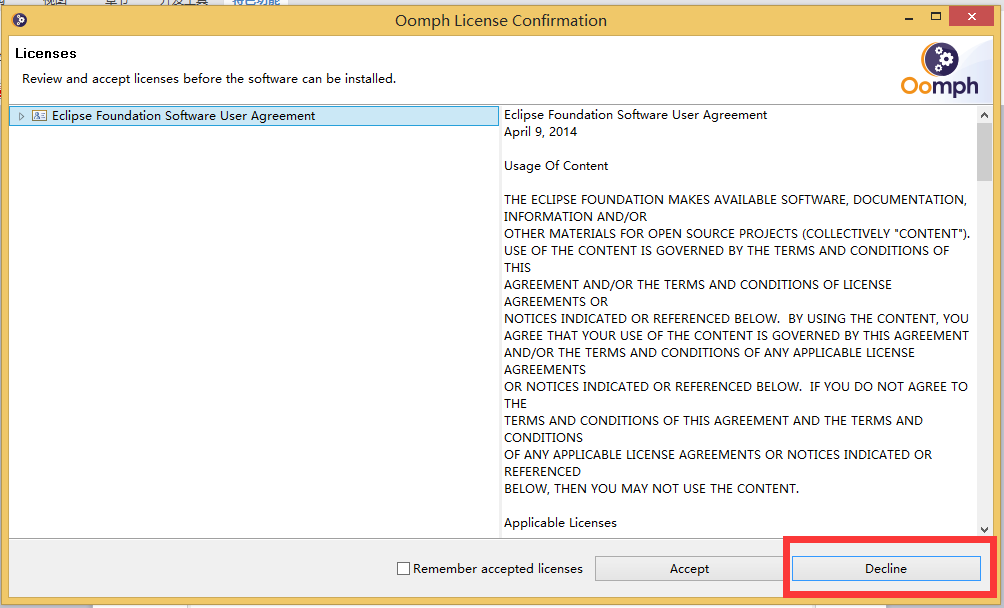 Oomph License Confirmation
Licenses
Review and accept licenses before the software can be installed.
Oomph
Eclipse Foundation Software User Agreement
Eclipse Foundation Software User Agreement
April 9, 2014
Usage Of Content
THE ECLIPSE FOUNDATION MAKES AVAILABLE SOFTWARE, DOCUMENTATION,
INFORMATION AND/OR
OTHER MATERIALS FOR OPEN SOURCE PROJECTS (COLLECTIVELY "CONTENT").
USE OF THE CONTENT IS GOVERNED BY THE TERMS AND CONDITIONS OF
THIS
AGREEMENT AND/OR THE TERMS AND CONDITIONS OF LICENSE
AGREEMENTS OR
NOTICES INDICATED OR REFERENCED BELOW.  BY USING THE CONTENT, YOU
AGREE THAT YOUR USE OF THE CONTENT IS GOVERNED BY THIS AGREEMENT
AND/OR THE TERMS AND CONDITIONS OF ANY APPLICABLE LICENSE
AGREEMENTS
OR NOTICES INDICATED OR REFERENCED BELOW.  IF YOU DO NOT AGREE TO
THE
TERMS AND CONDITIONS OF THIS AGREEMENT AND THE TERMS AND
CONDITIONS
OF ANY APPLICABLE LICENSE AGREEMENTS OR NOTICES INDICATED OR
REFERENCED
BELOW, THEN YOU MAY NOT USE THE CONTENT.
Applicable Licenses
Remember accepted licenses
Accept
Decline